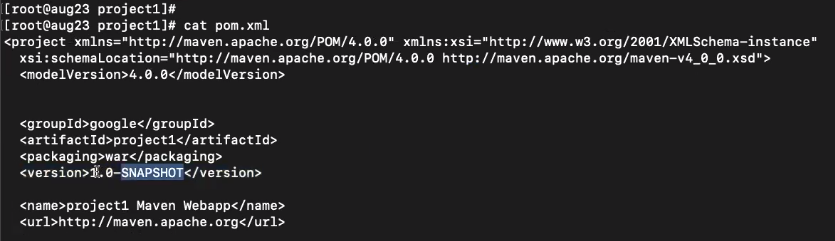 [[root@aug23 project1]#
[[root@aug23 project1]# cat pom.xml
<project xmlns="http://maven.apache.org/POM/4.0.0" xmlns:xsi="http://www.w3.org/2001/XMLSchema-instance"
xsi:schemaLocation="http://maven.apache.org/POM/4.0.0 http://maven.apache.org/maven-v4_0_0.xsd">
<modelVersion>4.0.0</modelVersion>
<groupId>google</groupId>
<artifactId>project1</artifactId>
<packaging>war</packaging>
<version>1.0-SNAPSHOT</version>
<name>project1 Maven Webapp</name>
<url>http://maven.apache.org</url>